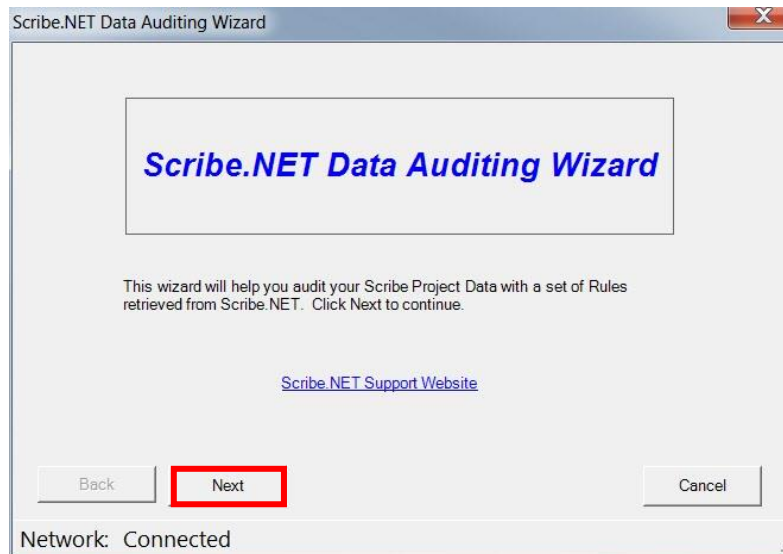 Scribe.NET Data Auditing Wizard
X
Scribe.NET Data Auditing Wizard
This wizard will help you audit your Scribe Project Data with a set of Rules
retrieved from Scribe.NET. Click Next to continue.
Scribe.NET Support Website
Back Next Cancel
Network: Connected